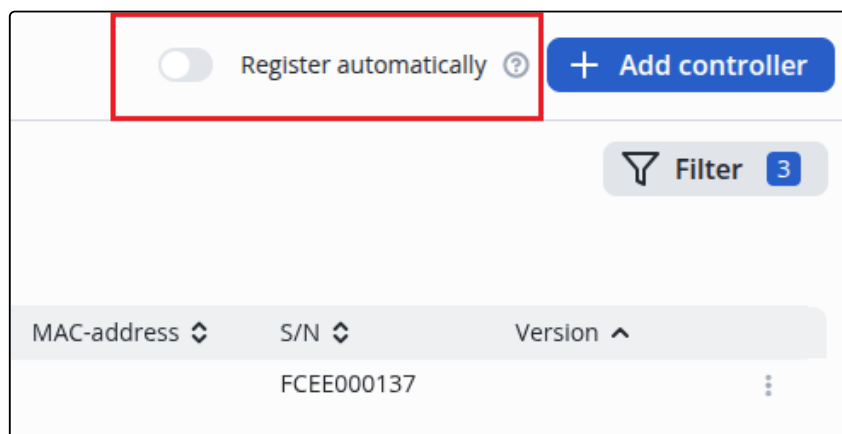 Register automatically ? + Add controller
Filter 3
MAC-address S/N Version
FCEE000137